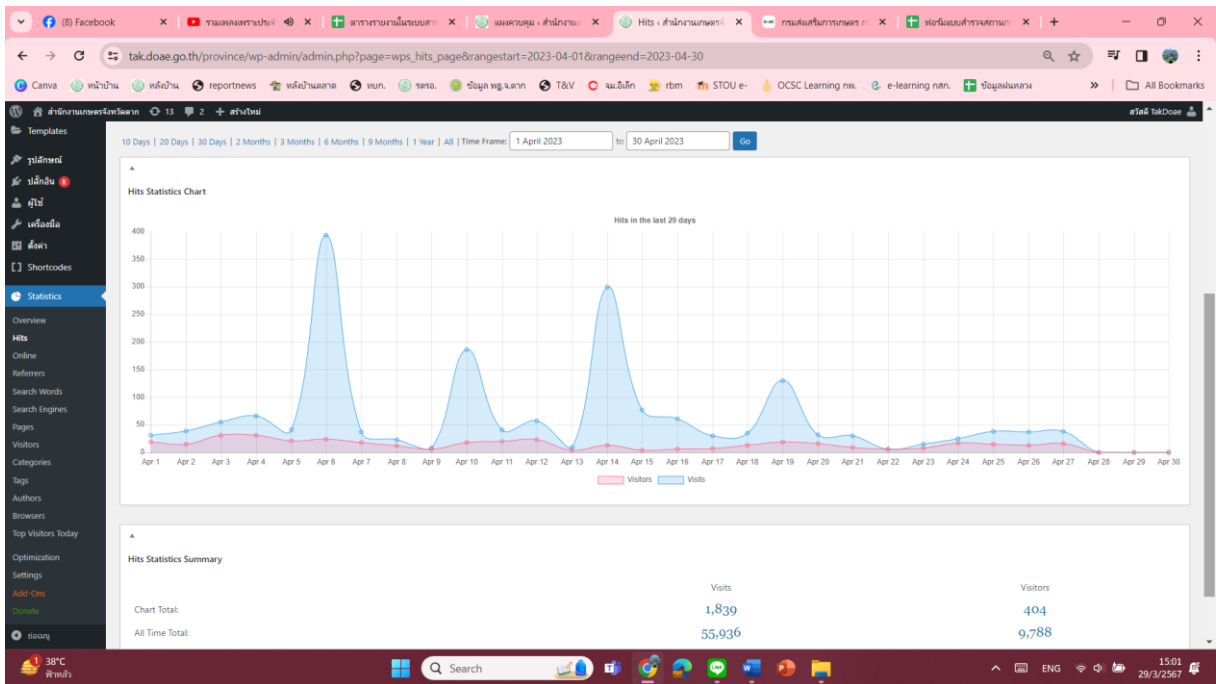 (8) Facebook
รวมเพลงเพราะประจำ
ตารางรายงานในระบบสาร
แผงควบคุม ‹ สำนักงานเ
Hits ‹ สำนักงานเกษตรจั
กรมส่งเสริมการเกษตร ก
ฟอร์มแบบสำรวจสถานก
tak.doae.go.th/province/wp-admin/admin.php?page=wps_hits_page&rangestart=2023-04-01&rangeend=2023-04-30
Canva หน้าบ้าน หลังบ้าน reportnews หลังบ้านตลาด ทบก. รตรอ. ข้อมูล พฐ.จ.ตาก T&V จม.อิเล็ก rbm STOU e- OCSC Learning กพ. e-learning กสก. ข้อมูลฝนหลวง » All Bookmarks
สำนักงานเกษตรจังหวัดตาก 13 2 + สร้างใหม่ สวัสดี TakDoae
Templates
รูปลักษณ์
ปลั๊กอิน 8
ผู้ใช้
เครื่องมือ
ตั้งค่า
[ ] Shortcodes
Statistics
Overview
Hits
Online
Referrers
Search Words
Search Engines
Pages
Visitors
Categories
Tags
Authors
Browsers
Top Visitors Today
Optimization
Settings
Add-Ons
Donate
ย่อเมนู
10 Days | 20 Days | 30 Days | 2 Months | 3 Months | 6 Months | 9 Months | 1 Year | All | Time Frame: 1 April 2023 to 30 April 2023 Go
Hits Statistics Chart
Hits in the last 29 days
400
350
300
250
200
150
100
50
0
Apr 1 Apr 2 Apr 3 Apr 4 Apr 5 Apr 6 Apr 7 Apr 8 Apr 9 Apr 10 Apr 11 Apr 12 Apr 13 Apr 14 Apr 15 Apr 16 Apr 17 Apr 18 Apr 19 Apr 20 Apr 21 Apr 22 Apr 23 Apr 24 Apr 25 Apr 26 Apr 27 Apr 28 Apr 29 Apr 30
Visitors Visits
Hits Statistics Summary
Visits Visitors
Chart Total: 1,839 404
All Time Total: 55,936 9,788
1
38°C
ฟ้าหลัว
Search
ENG
15:01
29/3/2567